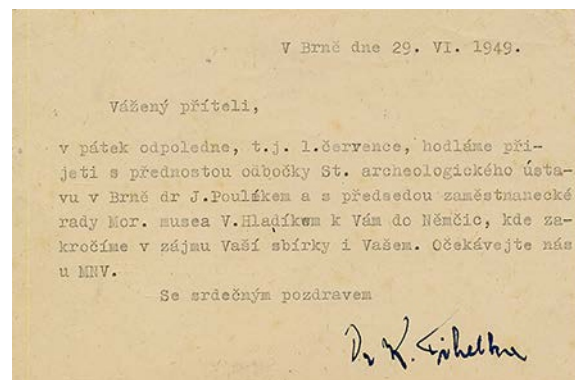 V Brně dne 29. VI. 1949.
Vážený příteli,
v pátek odpoledne, t.j. 1.července, hodláme při-
jeti s přednostou odbočky St. archeologického ústa-
vu v Brně dr J.Poulíkem a s předsedou zaměstnanecké
rady Mor. musea V.Hladíkem k Vám do Němčic, kde za-
kročíme v zájmu Vaší sbírky i Vašem. Očekávejte nás
u MNV.
Se srdečným pozdravem
Dr K. Tihelka